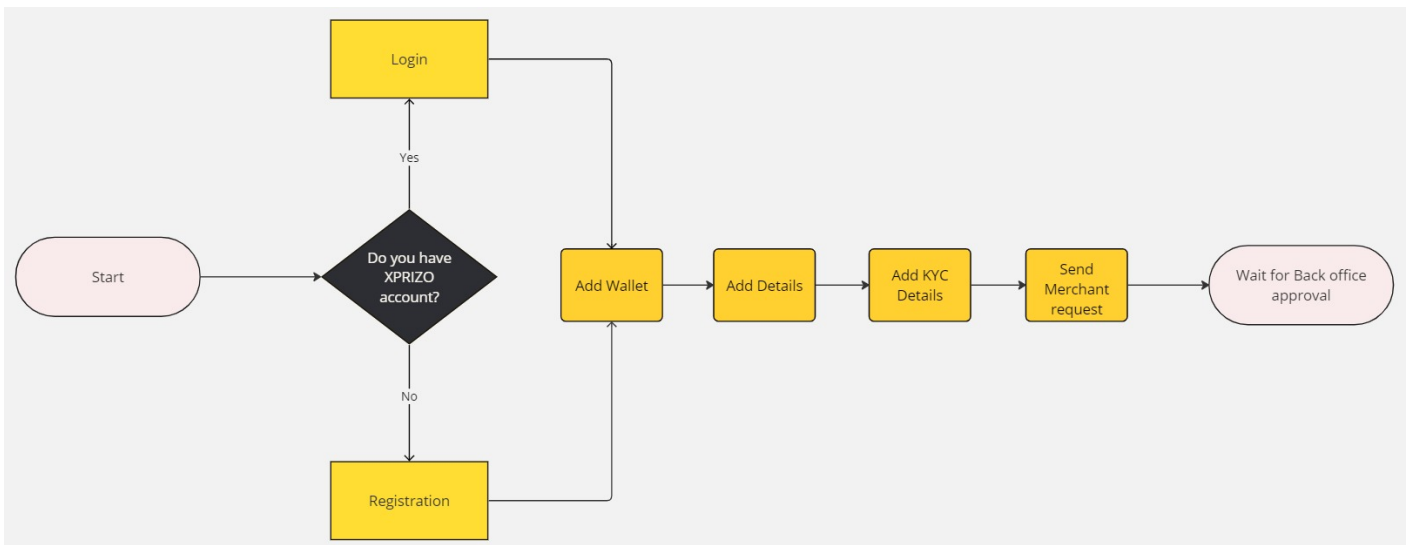 Login
Yes
Start
Do you have
XPRIZO
account?
Add Wallet
Add Details
Add KYC
Details
Send
Merchant
request
Wait for Back office
approval
No
Registration